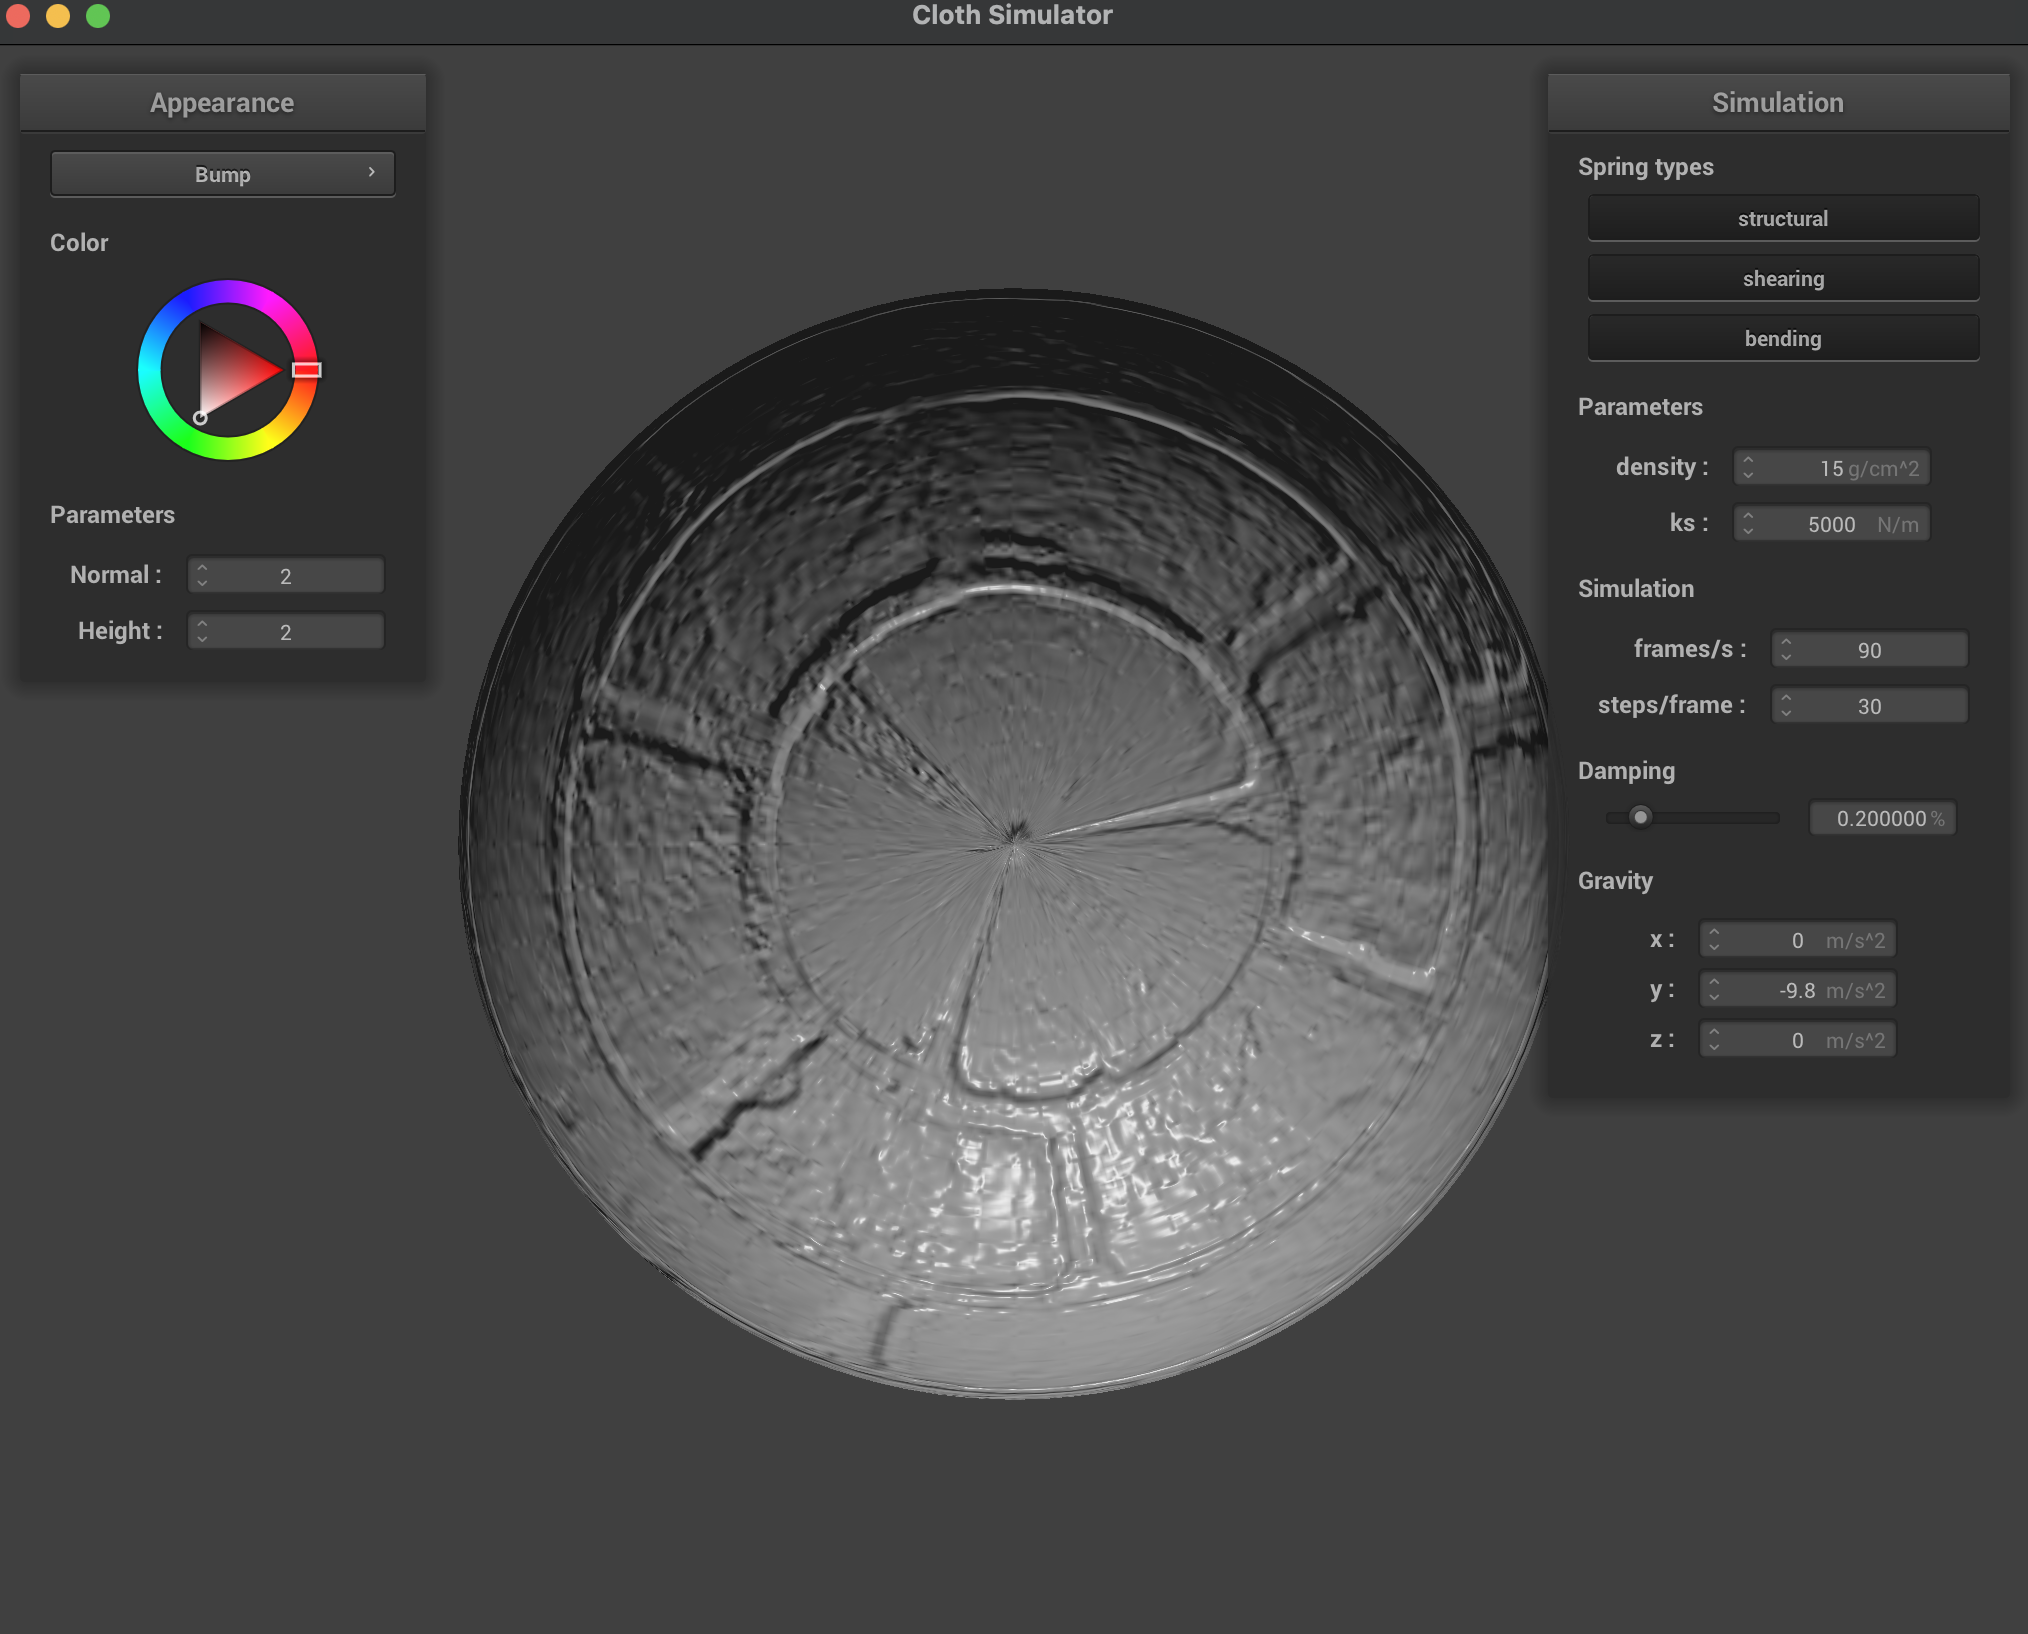 Cloth Simulator
Appearance
Bump
Color
Parameters
Normal : 2
Height : 2
Simulation
Spring types
structural
shearing
bending
Parameters
density : 15 g/cm^2
ks : 5000 N/m
Simulation
frames/s : 90
steps/frame : 30
Damping
0.200000 %
Gravity
x : 0 m/s^2
y : -9.8 m/s^2
z : 0 m/s^2